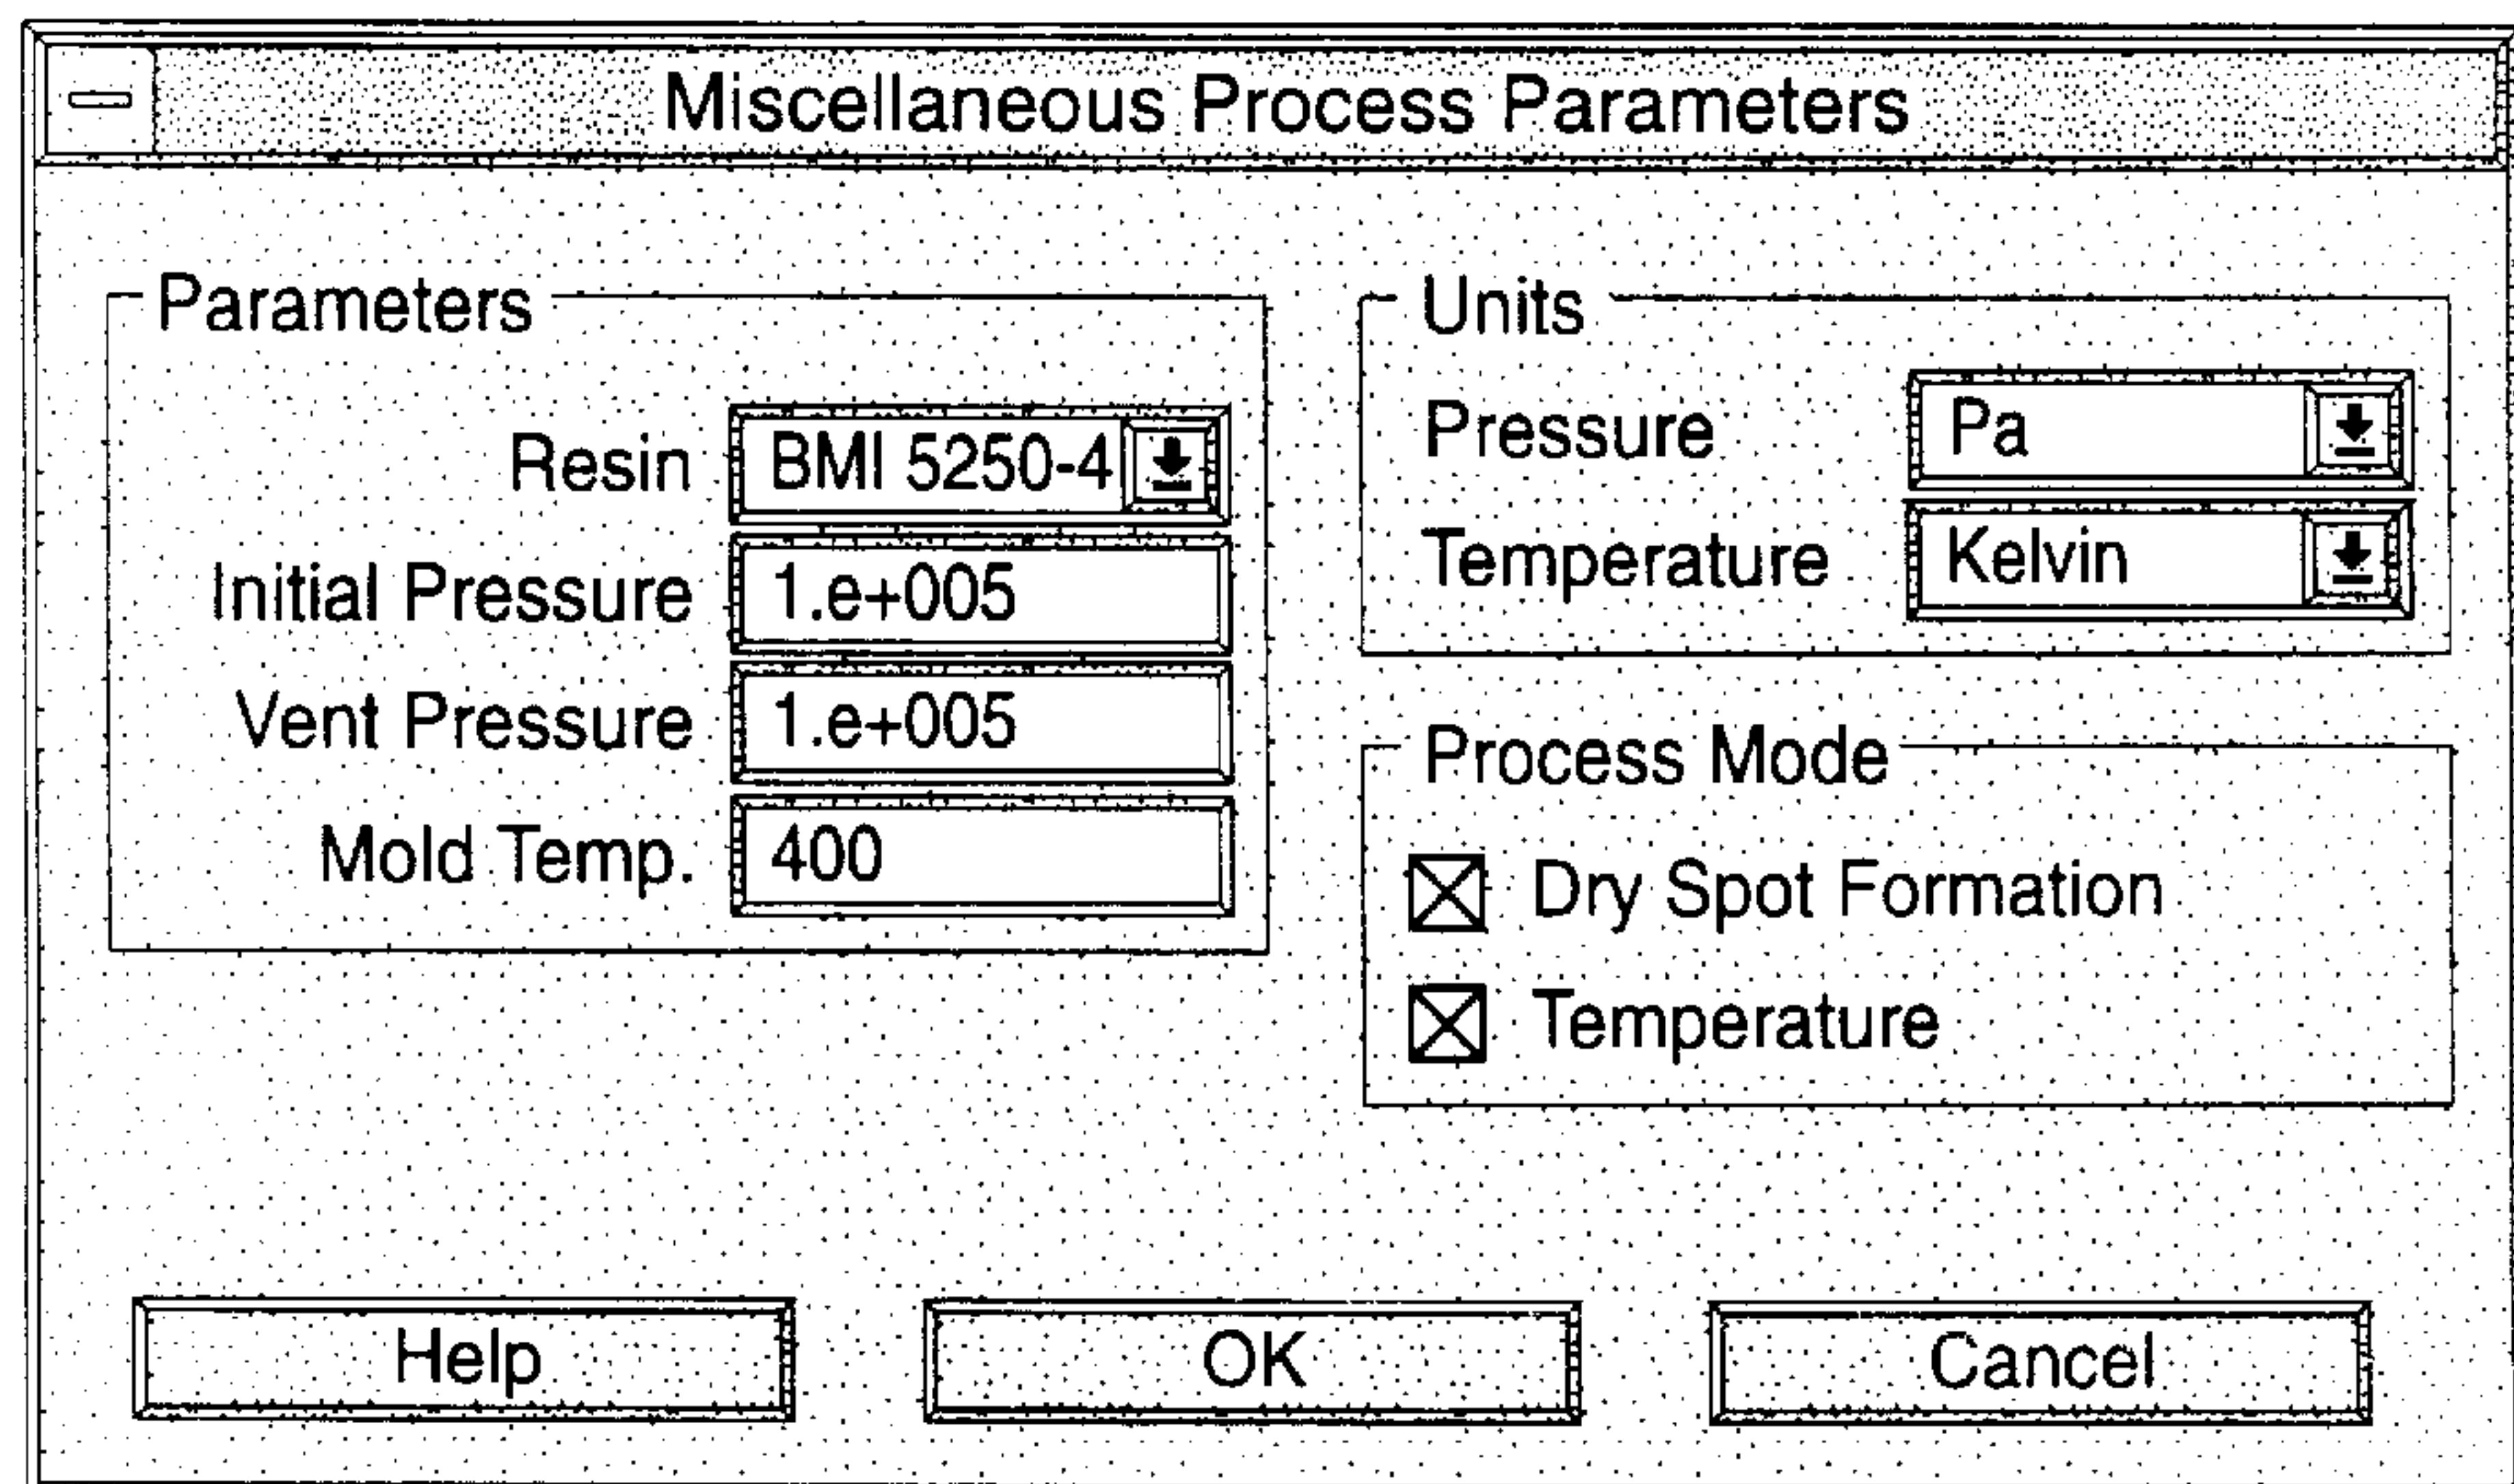 Miscellaneous Process Parameters
Parameters
Resin BMI 5250-4
Initial Pressure 1.e+005
Vent Pressure 1.e+005
Mold Temp. 400
Units
Pressure Pa
Temperature Kelvin
Process Mode
Dry Spot Formation
Temperature
Help OK Cancel